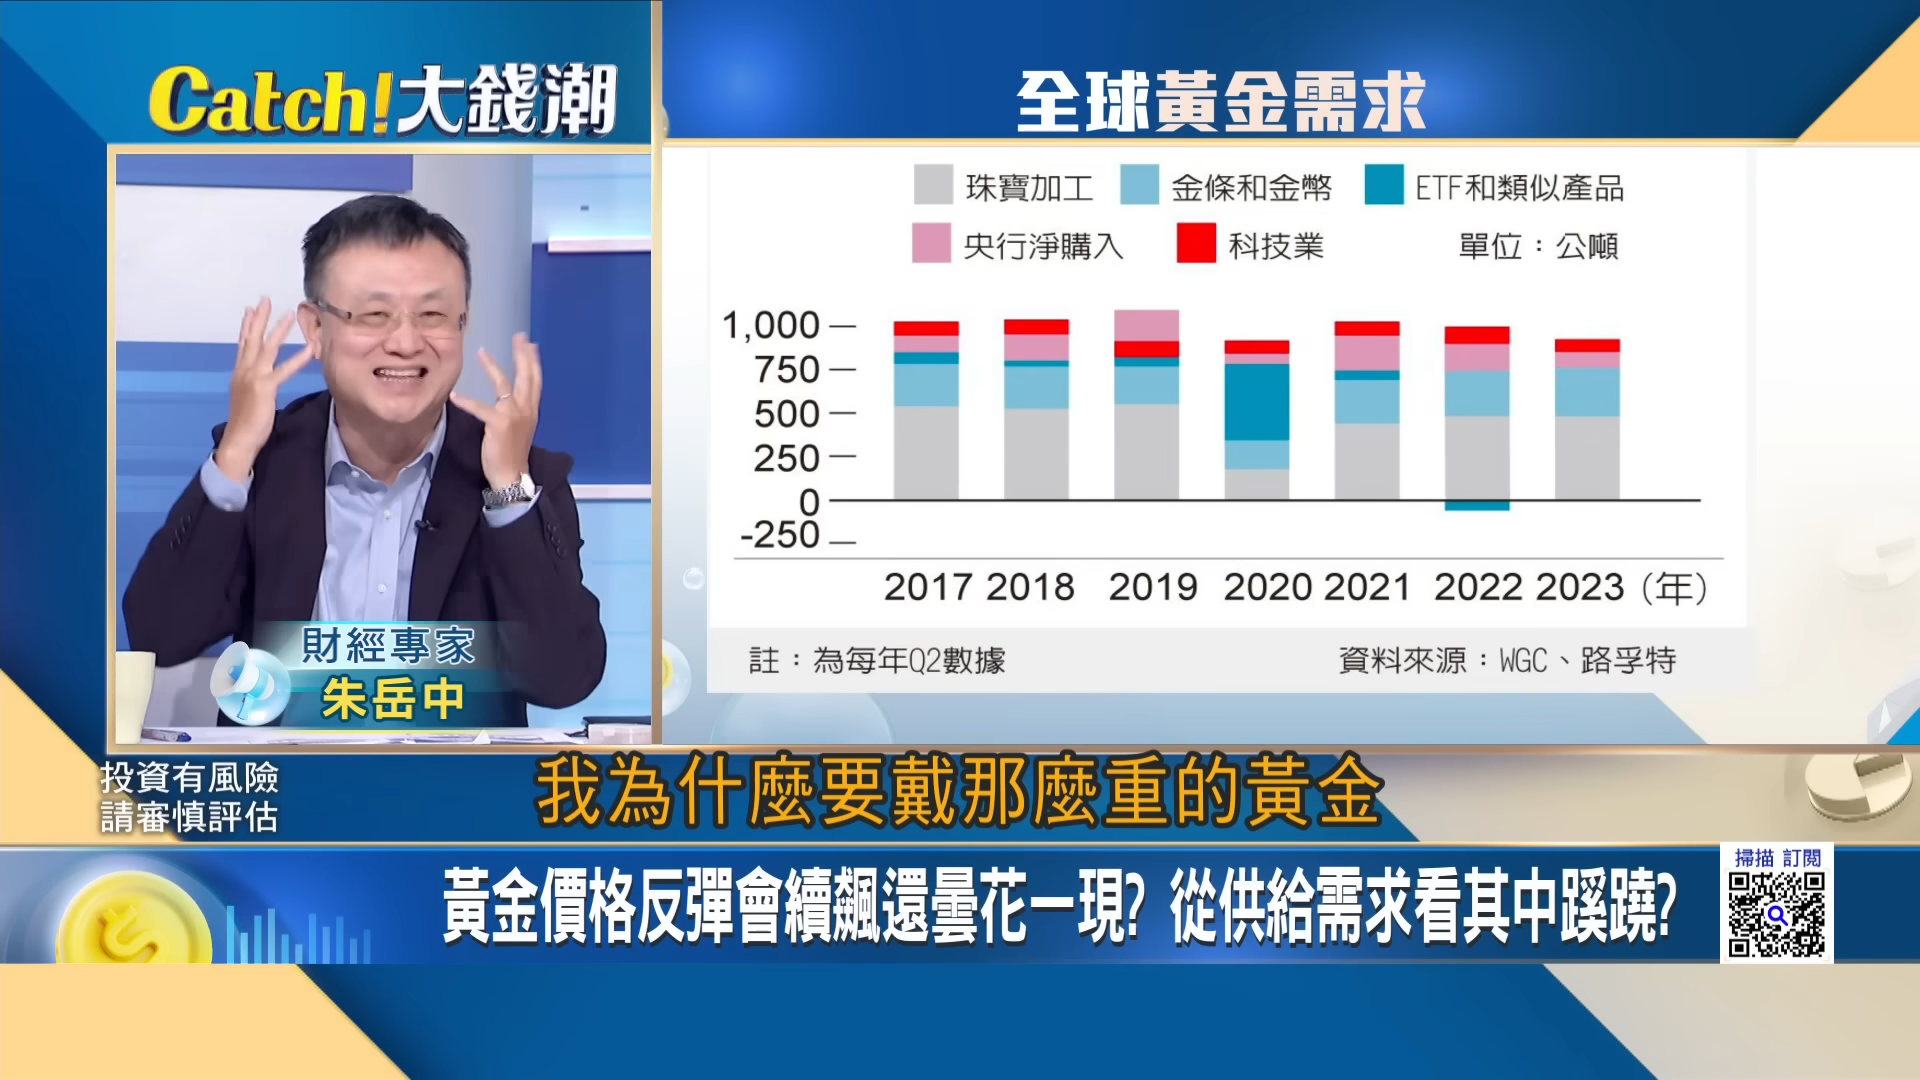 Catch!大錢潮
全球黃金需求
珠寶加工 金條和金幣 ETF和類似產品
央行淨購入 科技業 單位：公噸
1,000
750
500
250
0
-250
2017 2018 2019 2020 2021 2022 2023 (年)
註：為每年Q2數據 資料來源：WGC、路孚特
財經專家
朱岳中
投資有風險
請審慎評估
我為什麼要戴那麼重的黃金
黃金價格反彈會續飆還曇花一現? 從供給需求看其中蹊蹺?
掃描 訂閱